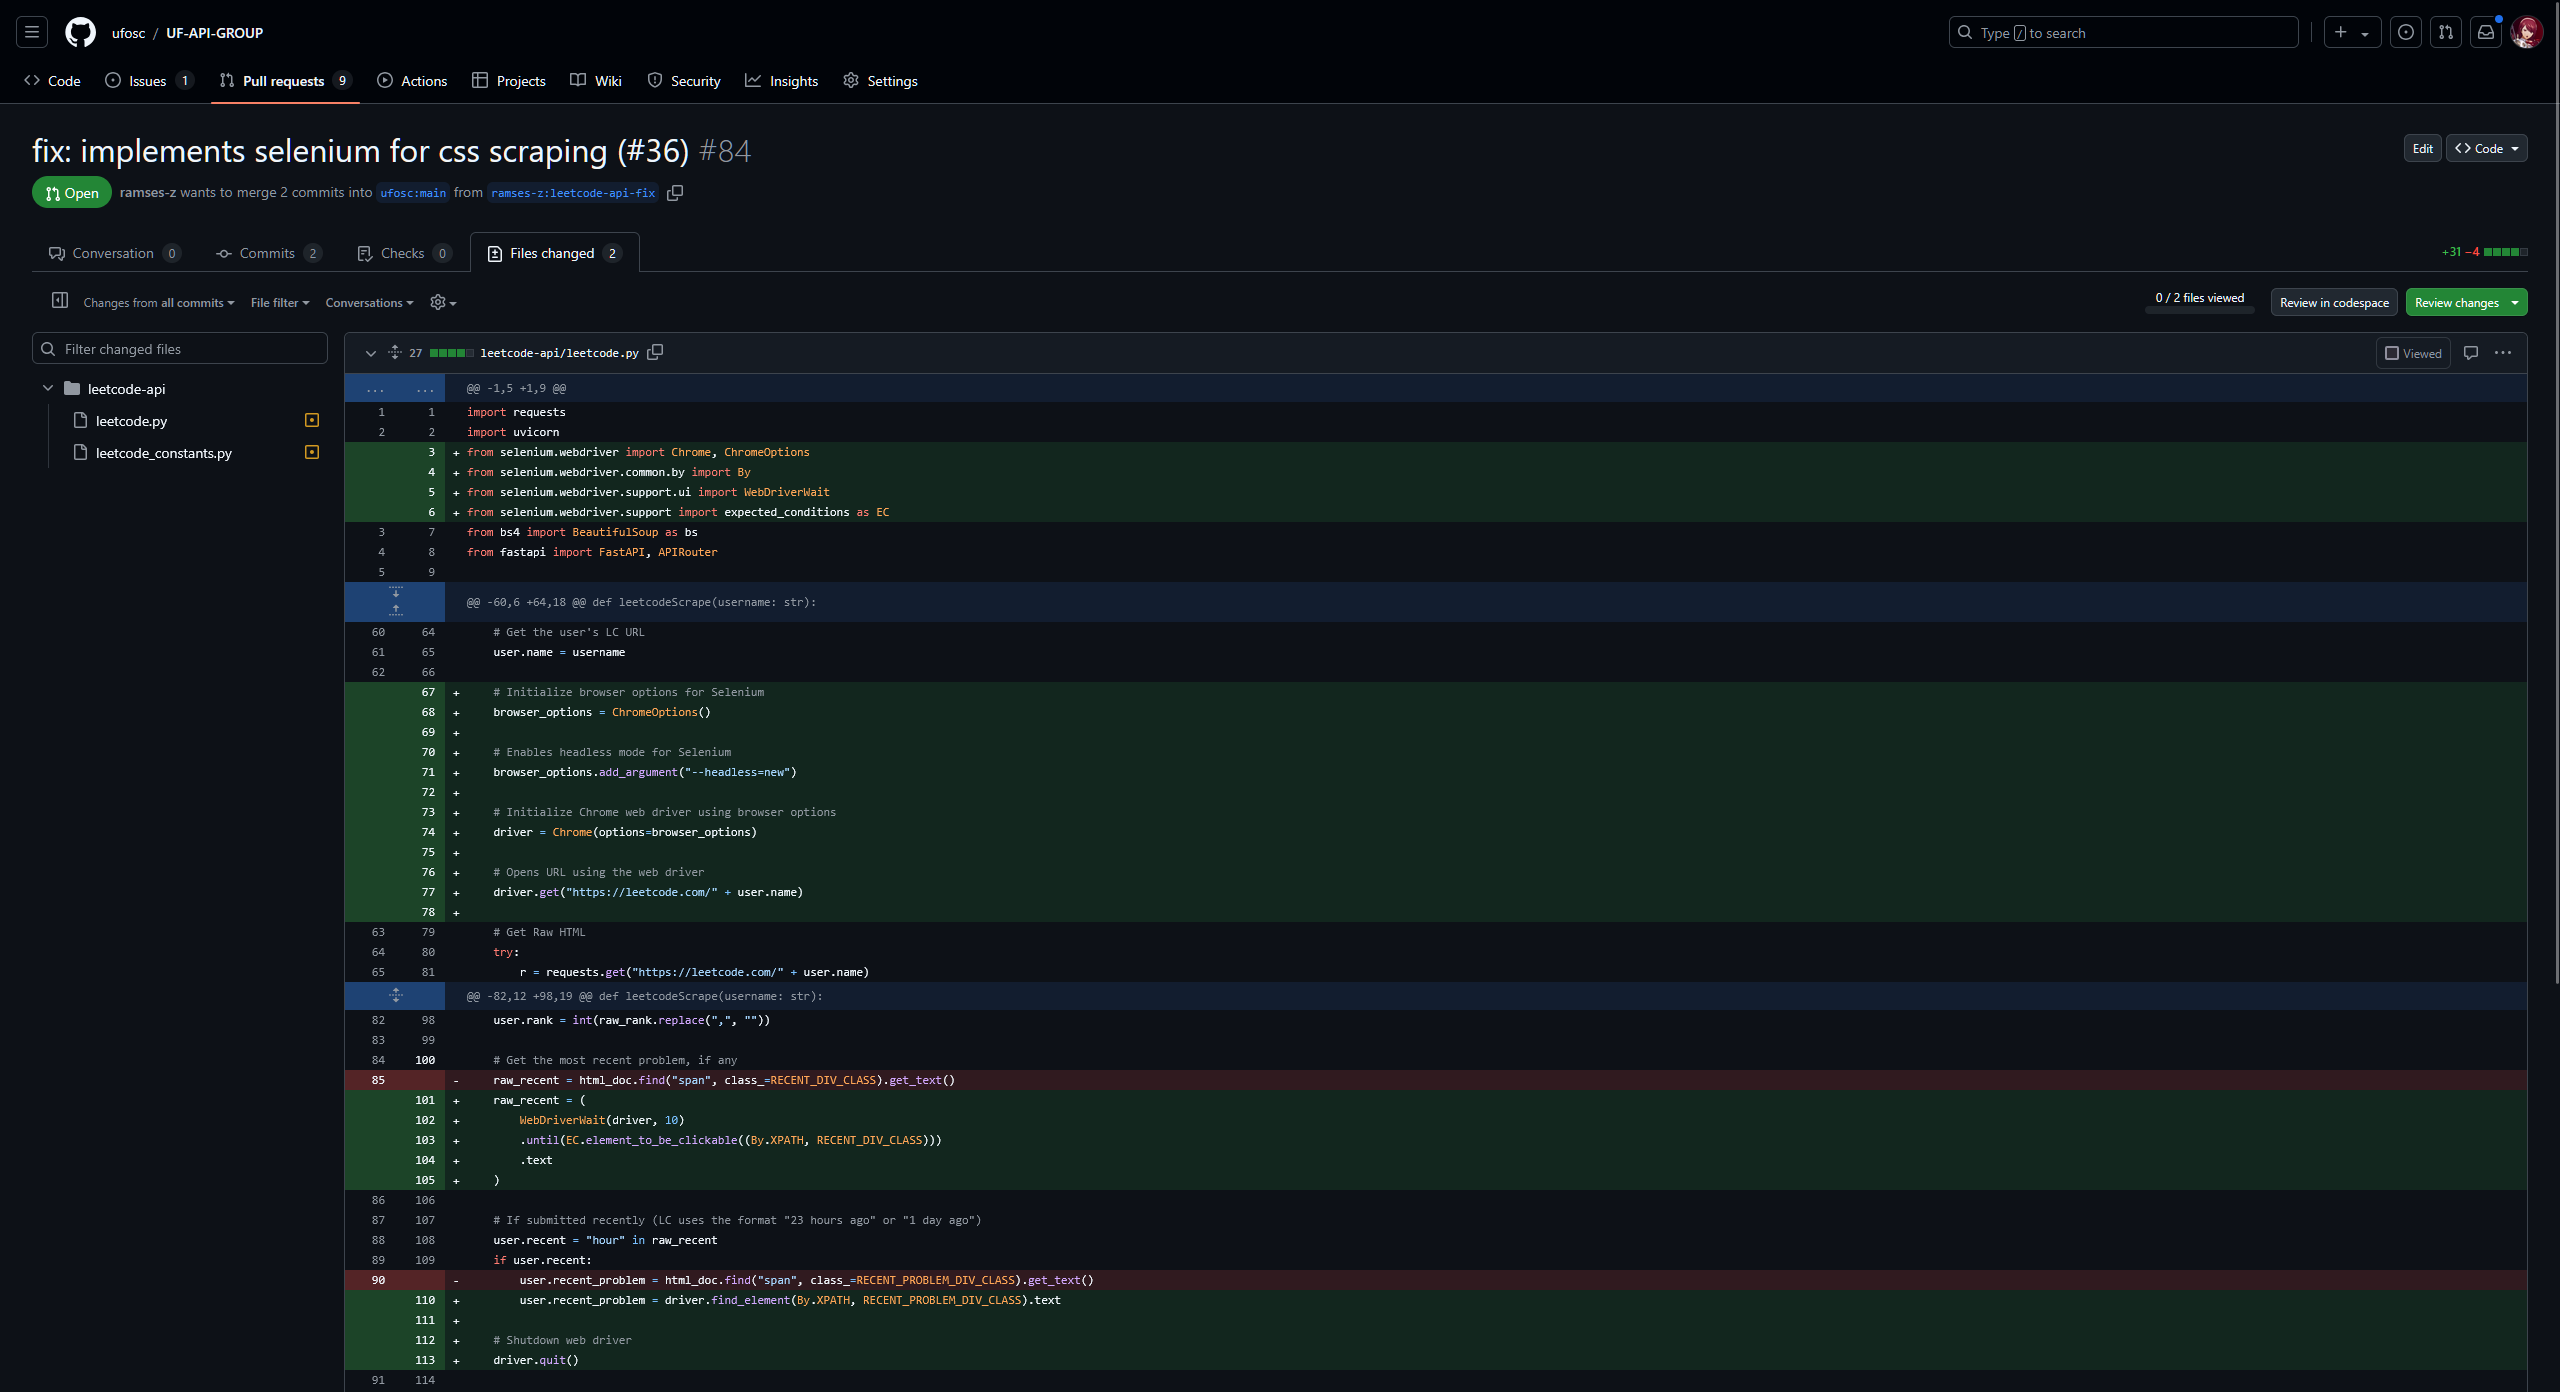 ufosc / UF-API-GROUP
Type / to search
Code
Issues 1
Pull requests 9
Actions
Projects
Wiki
Security
Insights
Settings
fix: implements selenium for css scraping (#36) #84
Edit
<> Code
Open
ramses-z wants to merge 2 commits into ufosc:main from ramses-z:leetcode-api-fix
Conversation 0
Commits 2
Checks 0
Files changed 2
+31 −4
Changes from all commits
File filter
Conversations
0 / 2 files viewed
Review in codespace
Review changes
Filter changed files
leetcode-api
leetcode.py
leetcode_constants.py
27 leetcode-api/leetcode.py
Viewed
... ... @@ -1,5 +1,9 @@
1 1 import requests
2 2 import uvicorn
3 + from selenium.webdriver import Chrome, ChromeOptions
4 + from selenium.webdriver.common.by import By
5 + from selenium.webdriver.support.ui import WebDriverWait
6 + from selenium.webdriver.support import expected_conditions as EC
3 7 from bs4 import BeautifulSoup as bs
4 8 from fastapi import FastAPI, APIRouter
5 9
@@ -60,6 +64,18 @@ def leetcodeScrape(username: str):
60 64 # Get the user's LC URL
61 65 user.name = username
62 66
67 + # Initialize browser options for Selenium
68 + browser_options = ChromeOptions()
69 +
70 + # Enables headless mode for Selenium
71 + browser_options.add_argument("--headless=new")
72 +
73 + # Initialize Chrome web driver using browser options
74 + driver = Chrome(options=browser_options)
75 +
76 + # Opens URL using the web driver
77 + driver.get("https://leetcode.com/" + user.name)
78 +
63 79 # Get Raw HTML
64 80 try:
65 81 r = requests.get("https://leetcode.com/" + user.name)
@@ -82,12 +98,19 @@ def leetcodeScrape(username: str):
82 98 user.rank = int(raw_rank.replace(",", ""))
83 99
84 100 # Get the most recent problem, if any
85 - raw_recent = html_doc.find("span", class_=RECENT_DIV_CLASS).get_text()
101 + raw_recent = (
102 + WebDriverWait(driver, 10)
103 + .until(EC.element_to_be_clickable((By.XPATH, RECENT_DIV_CLASS)))
104 + .text
105 + )
86 106
87 107 # If submitted recently (LC uses the format "23 hours ago" or "1 day ago")
88 108 user.recent = "hour" in raw_recent
89 109 if user.recent:
90 - user.recent_problem = html_doc.find("span", class_=RECENT_PROBLEM_DIV_CLASS).get_text()
110 + user.recent_problem = driver.find_element(By.XPATH, RECENT_PROBLEM_DIV_CLASS).text
111 +
112 + # Shutdown web driver
113 + driver.quit()
91 114